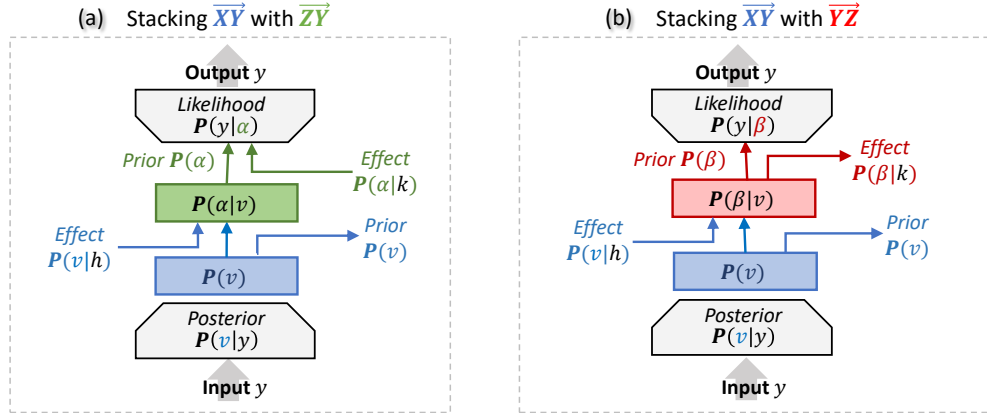 (a) Stacking XY with ZY
Output y
Likelihood
P(y|α)
Prior P(α)
Effect
P(α|k)
P(α|v)
Effect
P(v|h)
Prior
P(v)
P(v)
Posterior
P(v|y)
Input y
(b) Stacking XY with YZ
Output y
Likelihood
P(y|β)
Prior P(β)
Effect
P(β|k)
P(β|v)
Effect
P(v|h)
Prior
P(v)
P(v)
Posterior
P(v|y)
Input y